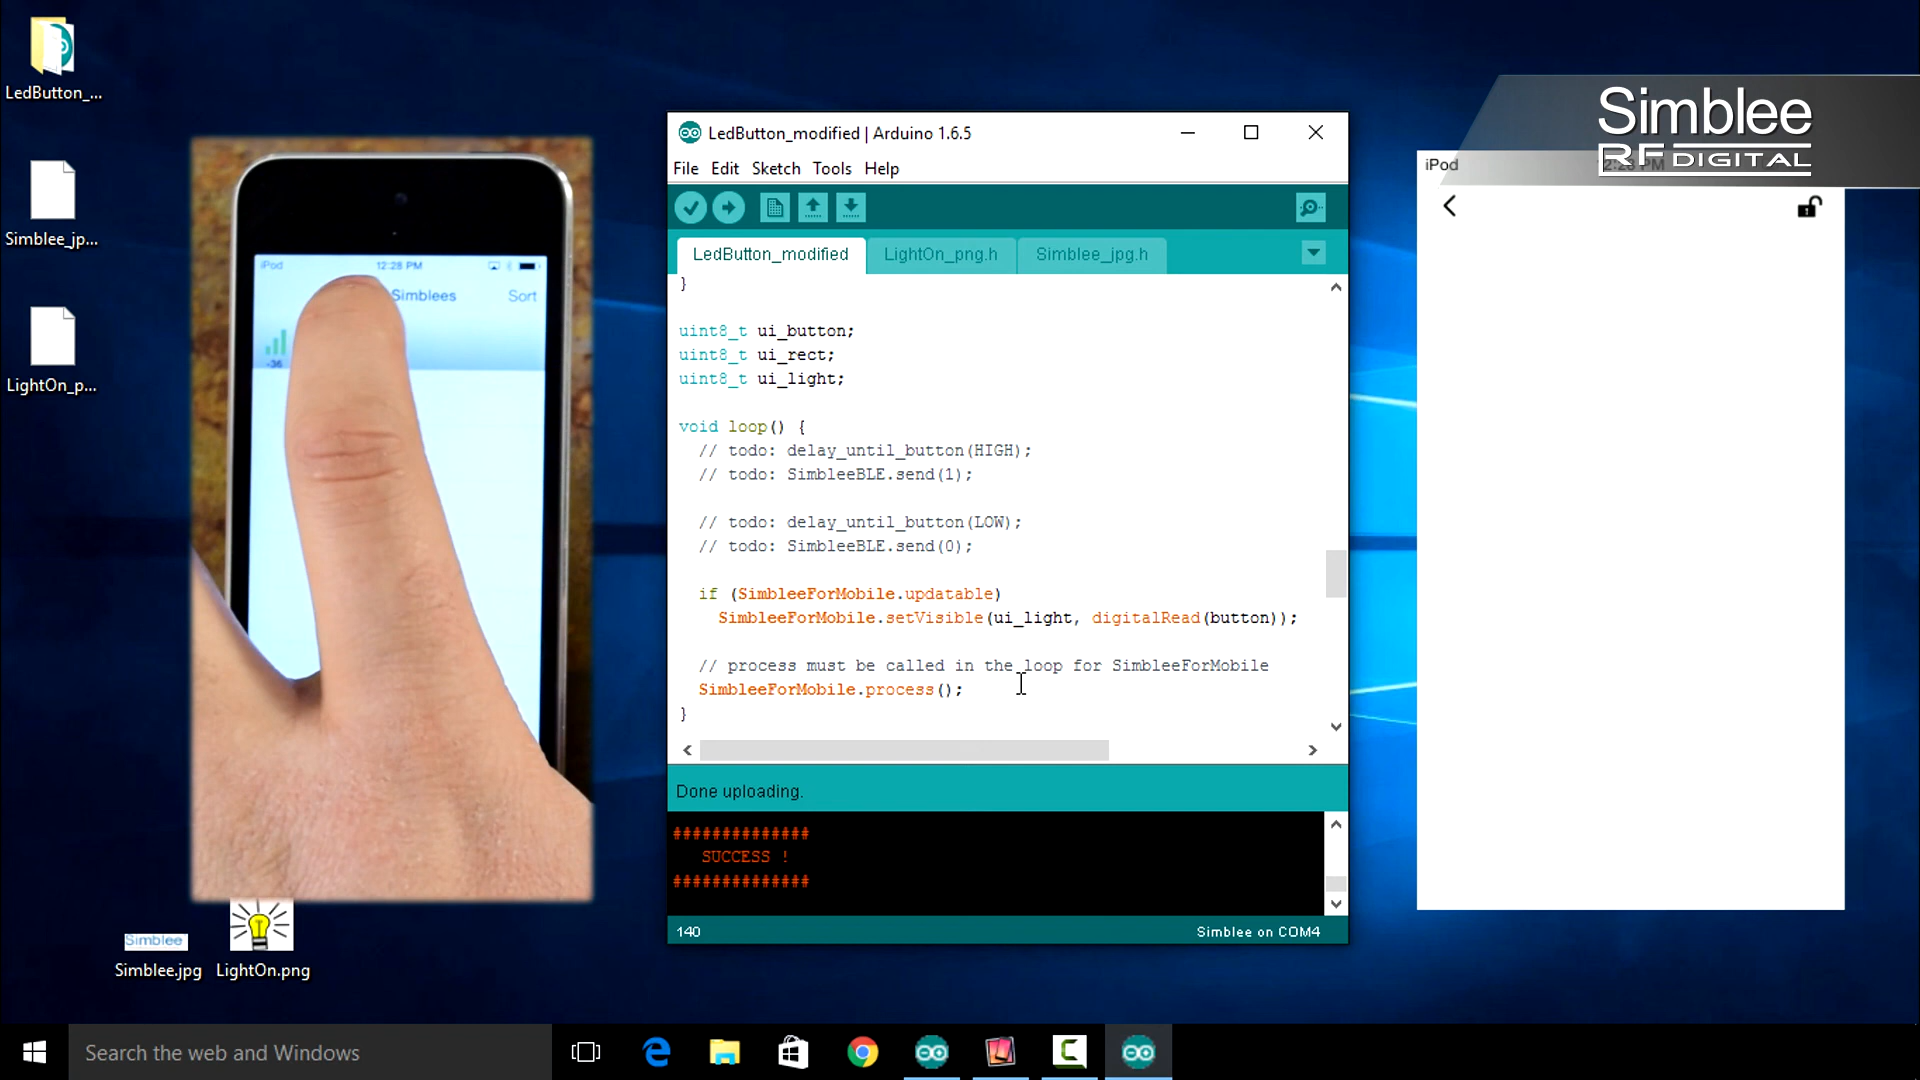 LedButton_...
Simblee_jp...
LightOn_p...
Simblee.jpg
LightOn.png
Simblee
iPod
12:28 PM
Simblees
Sort
-36
LedButton_modified | Arduino 1.6.5
File Edit Sketch Tools Help
LedButton_modified LightOn_png.h Simblee_jpg.h
}
uint8_t ui_button;
uint8_t ui_rect;
uint8_t ui_light;
void loop() {
// todo: delay_until_button(HIGH);
// todo: SimbleeBLE.send(1);
// todo: delay_until_button(LOW);
// todo: SimbleeBLE.send(0);
if (SimbleeForMobile.updatable)
SimbleeForMobile.setVisible(ui_light, digitalRead(button));
// process must be called in the loop for SimbleeForMobile
SimbleeForMobile.process();
}
Done uploading.
##############
SUCCESS !
##############
140 Simblee on COM4
Simblee
RF DIGITAL
iPod 12:28 PM
Search the web and Windows